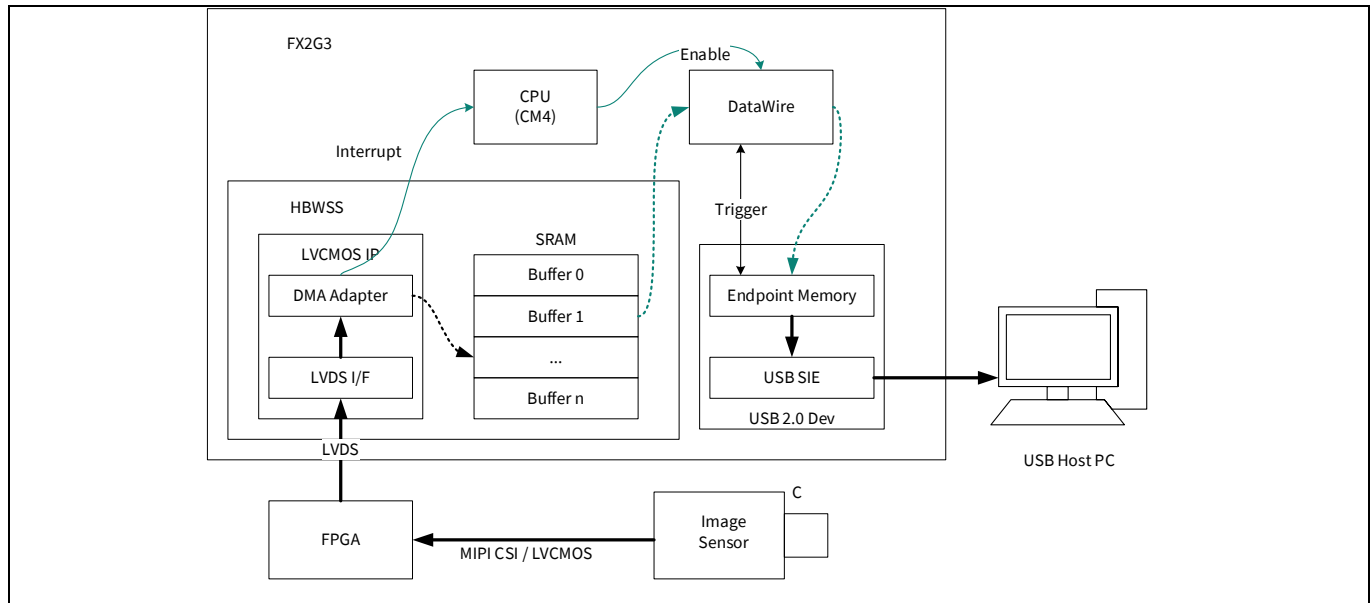 FX2G3
Enable
CPU
(CM4)
DataWire
Interrupt
HBWSS
Trigger
LVCMOS IP
SRAM
DMA Adapter
Buffer 0
Buffer 1
...
Buffer n
LVDS I/F
Endpoint Memory
USB SIE
USB 2.0 Dev
LVDS
USB Host PC
FPGA
MIPI CSI / LVCMOS
Image
Sensor
C